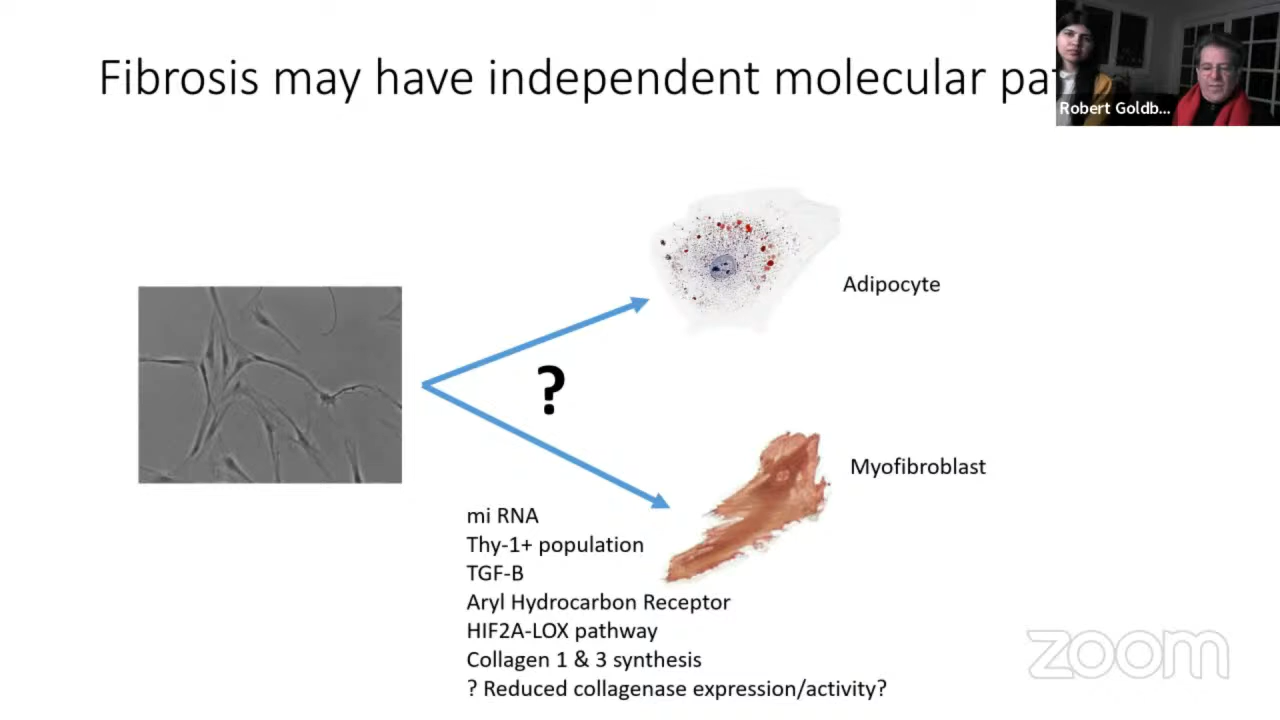 Fibrosis may have independent molecular pa
Robert Goldb...
Adipocyte
?
Myofibroblast
mi RNA
Thy-1+ population
TGF-B
Aryl Hydrocarbon Receptor
HIF2A-LOX pathway
Collagen 1 & 3 synthesis
? Reduced collagenase expression/activity?
zoom